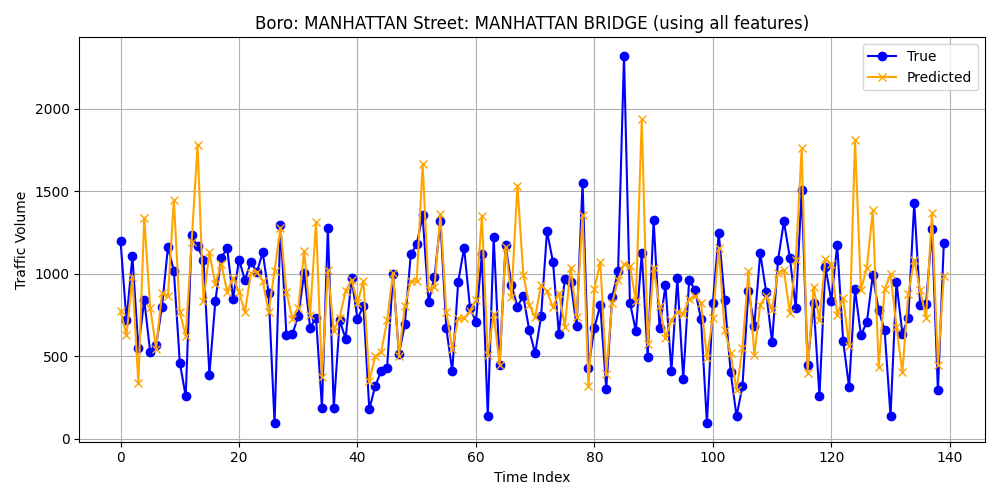 Boro: MANHATTAN Street: MANHATTAN BRIDGE (using all features)
True
Predicted
Traffic Volume
2000
1500
1000
500
0
0 20 40 60 80 100 120 140
Time Index